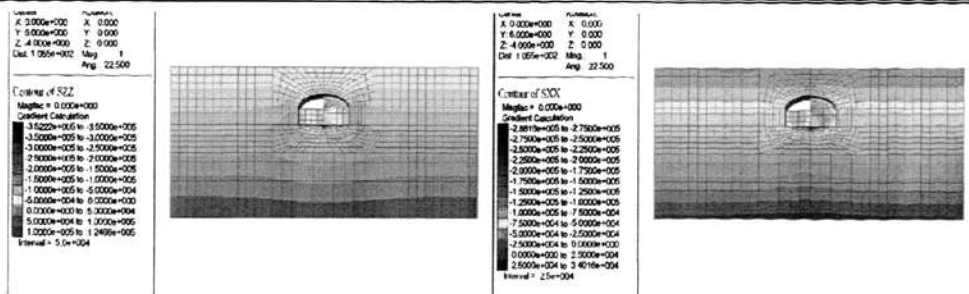 X: 0.000e+000 X: 0.000
Y: 6.000e+000 Y: 0.000
Z: -4.000e+000 Z: 0.000
Dist: 1.055e+002 Mag.: 1
Ang.: 22.500
Contour of SZZ
Magfac = 0.000e+000
Gradient Calculation
-3.5222e+005 to -3.5000e+005
-3.5000e+005 to -3.0000e+005
-3.0000e+005 to -2.5000e+005
-2.5000e+005 to -2.0000e+005
-2.0000e+005 to -1.5000e+005
-1.5000e+005 to -1.0000e+005
-1.0000e+005 to -5.0000e+004
-5.0000e+004 to 0.0000e+000
0.0000e+000 to 5.0000e+004
5.0000e+004 to 1.0000e+005
1.0000e+005 to 1.2468e+005
Interval = 5.0e+004
X: 0.000e+000 X: 0.000
Y: 6.000e+000 Y: 0.000
Z: -4.000e+000 Z: 0.000
Dist: 1.055e+002 Mag.: 1
Ang.: 22.500
Contour of SXX
Magfac = 0.000e+000
Gradient Calculation
-2.7500e+005 to -2.5000e+005
-2.5000e+005 to -2.2500e+005
-2.2500e+005 to -2.0000e+005
-2.0000e+005 to -1.7500e+005
-1.7500e+005 to -1.5000e+005
-1.5000e+005 to -1.2500e+005
-1.2500e+005 to -1.0000e+005
-1.0000e+005 to -7.5000e+004
-7.5000e+004 to -5.0000e+004
-5.0000e+004 to -2.5000e+004
-2.5000e+004 to 0.0000e+000
0.0000e+000 to 2.5000e+004
2.5000e+004 to 3.4016e+004
Interval = 2.5e+004